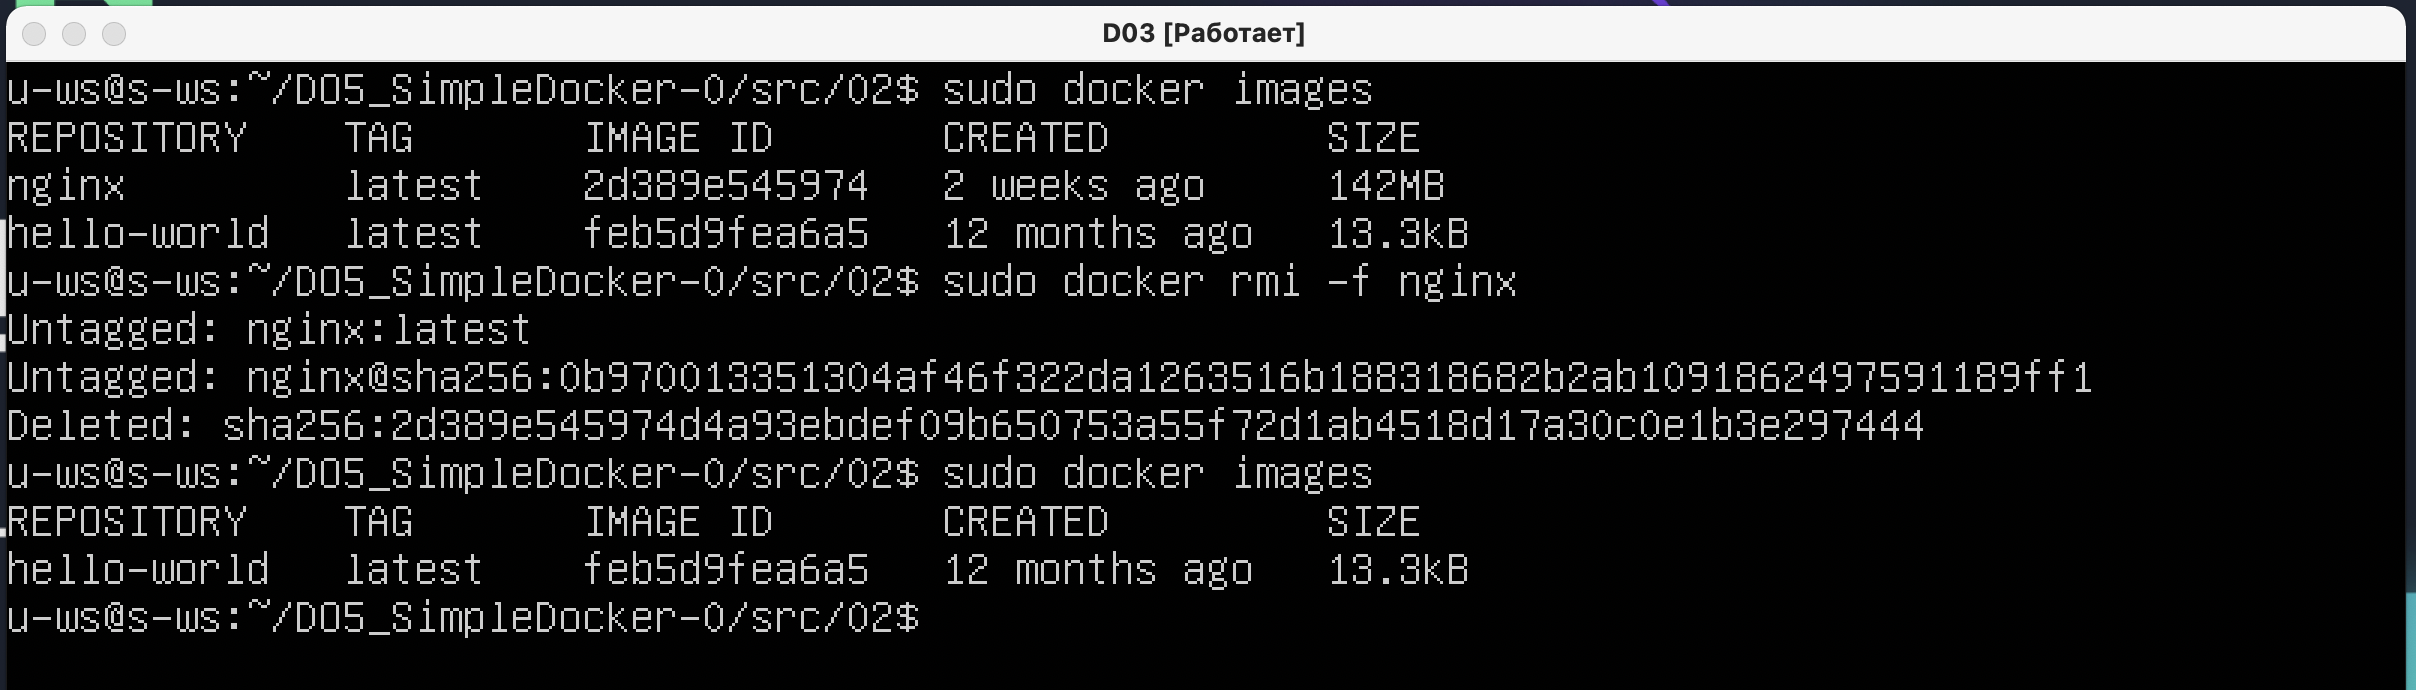 D03 [Работает]
u-ws@s-ws:~/DO5_SimpleDocker-0/src/02$ sudo docker images
REPOSITORY    TAG       IMAGE ID       CREATED         SIZE
nginx         latest    2d389e545974   2 weeks ago     142MB
hello-world   latest    feb5d9fea6a5   12 months ago   13.3kB
u-ws@s-ws:~/DO5_SimpleDocker-0/src/02$ sudo docker rmi -f nginx
Untagged: nginx:latest
Untagged: nginx@sha256:0b970013351304af46f322da1263516b188318682b2ab1091862497591189ff1
Deleted: sha256:2d389e545974d4a93ebdef09b650753a55f72d1ab4518d17a30c0e1b3e297444
u-ws@s-ws:~/DO5_SimpleDocker-0/src/02$ sudo docker images
REPOSITORY    TAG       IMAGE ID       CREATED         SIZE
hello-world   latest    feb5d9fea6a5   12 months ago   13.3kB
u-ws@s-ws:~/DO5_SimpleDocker-0/src/02$